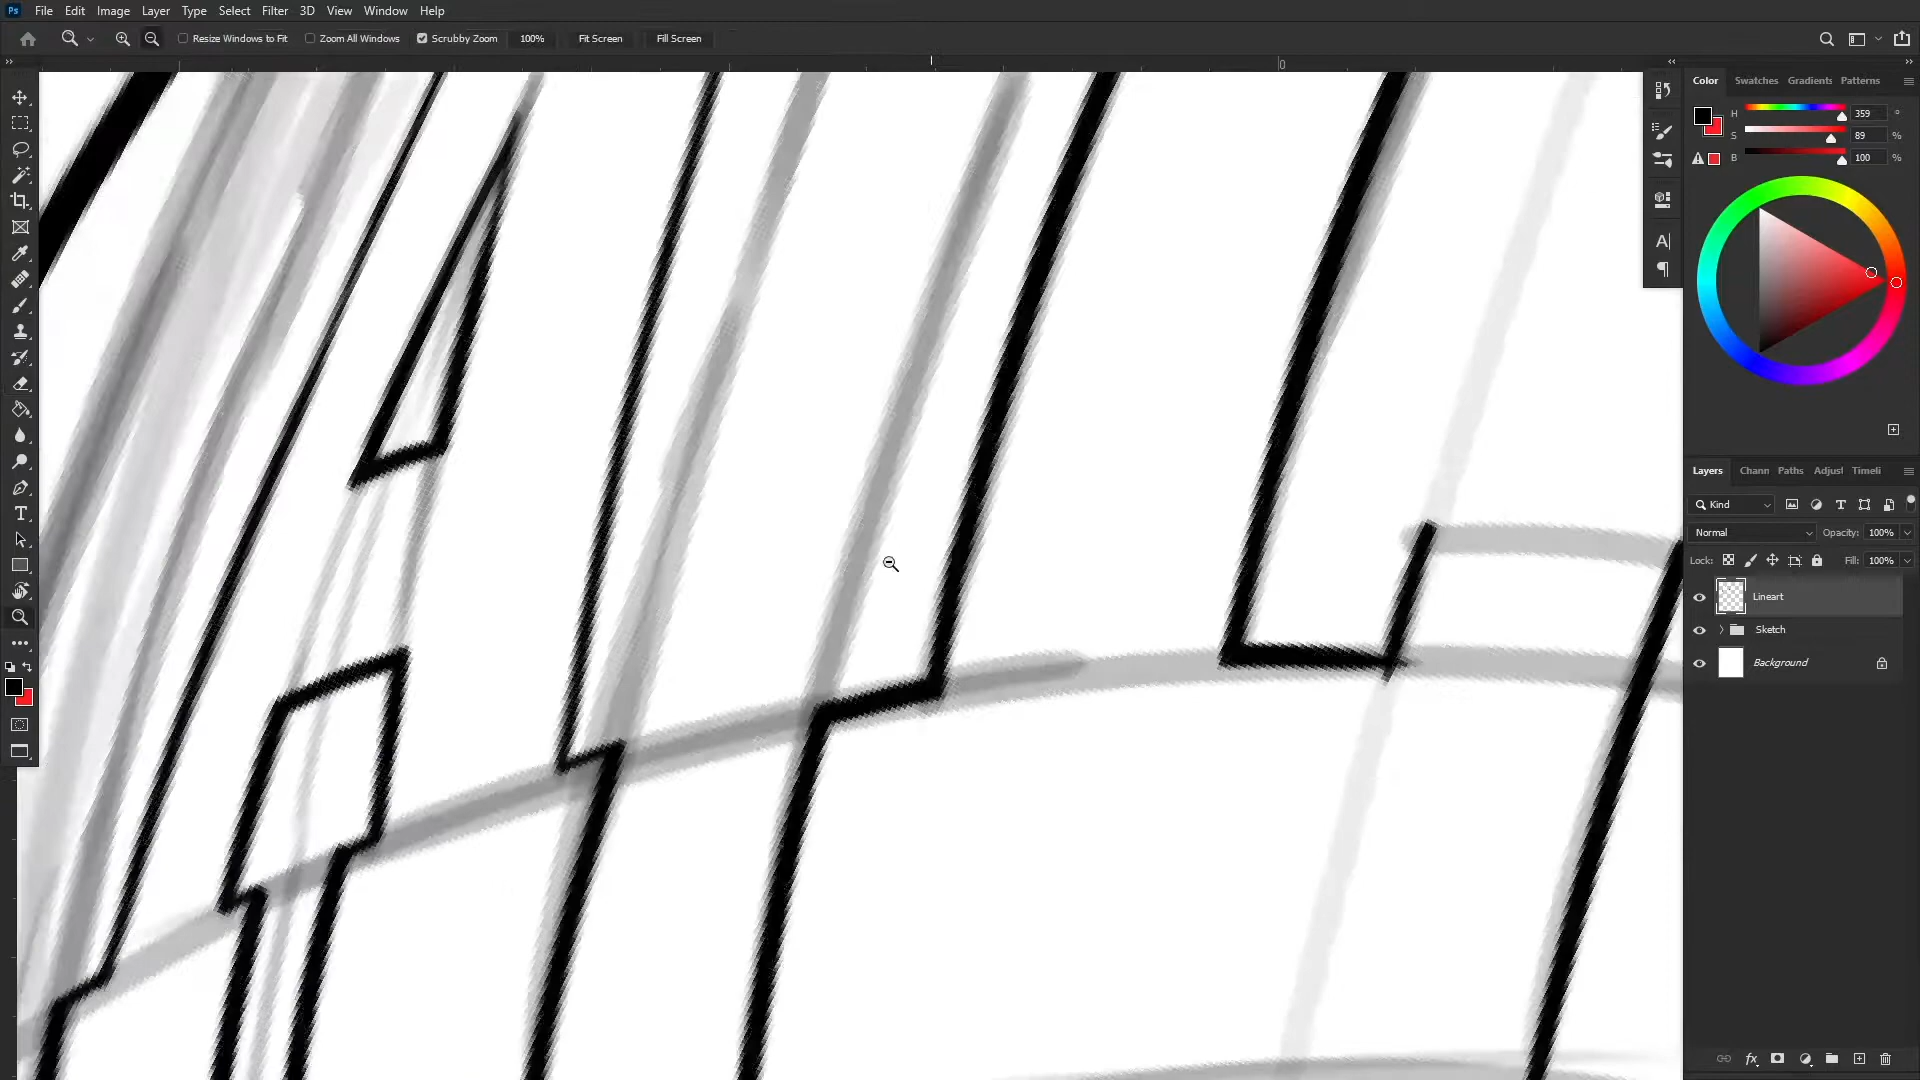 Ps File Edit Image Layer Type Select Filter 3D View Window Help
Resize Windows to Fit Zoom All Windows Scrubby Zoom 100% Fit Screen Fill Screen
0
Color Swatches Gradients Patterns
H 359 °
S 89 %
B 100 %
Layers Chann Paths Adjust Timeli
Kind
Normal Opacity: 100%
Lock: Fill: 100%
Lineart
Sketch
Background
fx